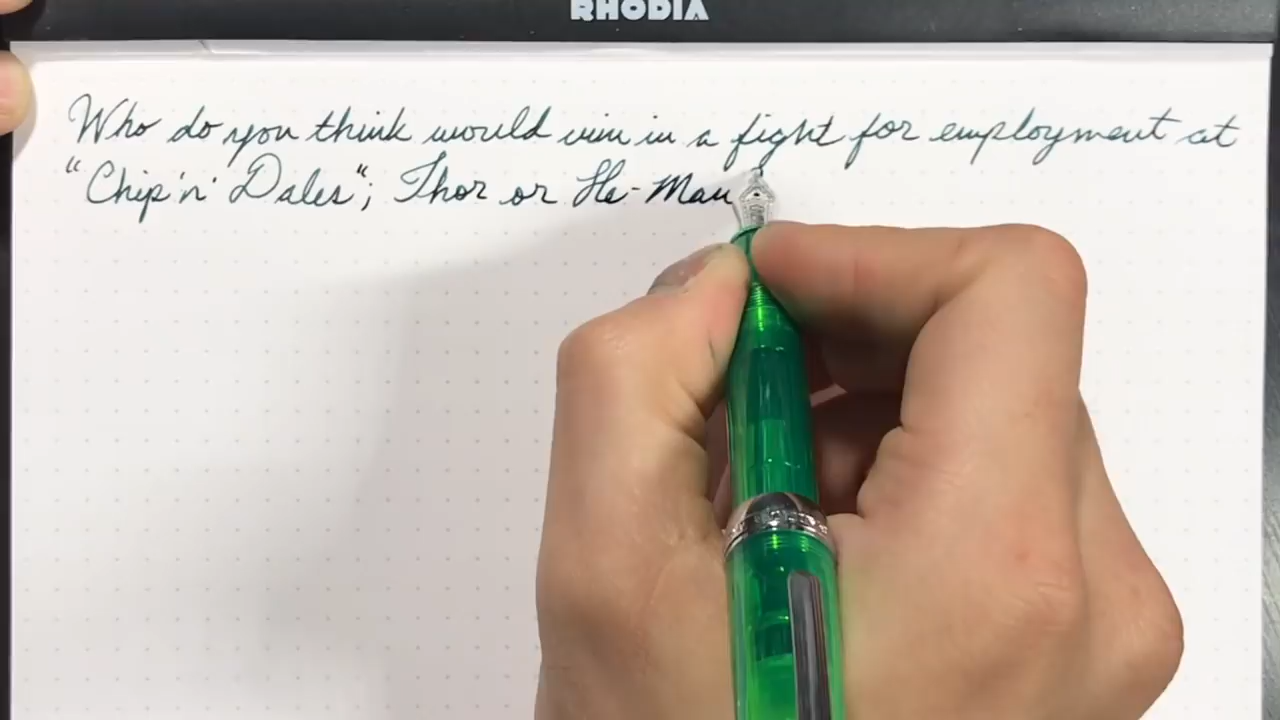 RHODIA
Who do you think would win in a fight for employment at
"Chip 'n' Dales"; Thor or He-Man